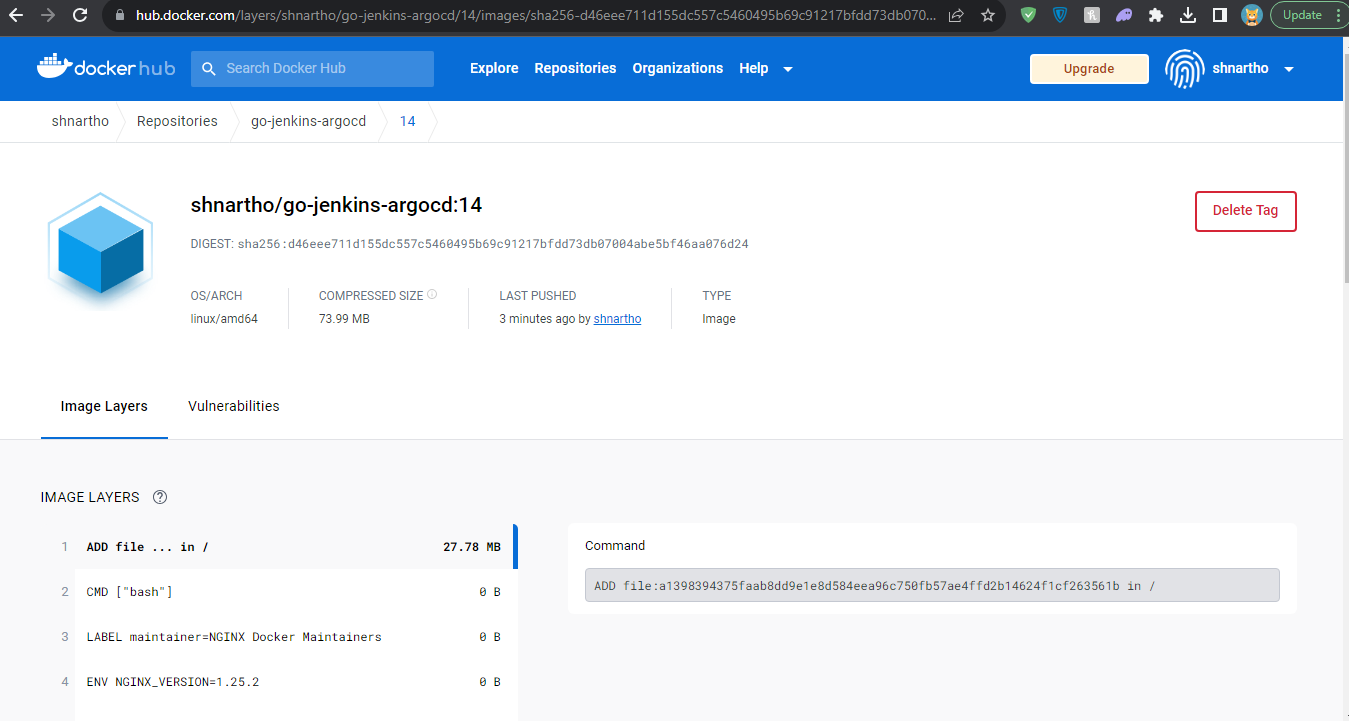 hub.docker.com/layers/shnartho/go-jenkins-argocd/14/images/sha256-d46eee711d155dc557c5460495b69c91217bfdd73db070... Update
docker hub Search Docker Hub Explore Repositories Organizations Help Upgrade shnartho
shnartho Repositories go-jenkins-argocd 14
shnartho/go-jenkins-argocd:14
Delete Tag
DIGEST: sha256:d46eee711d155dc557c5460495b69c91217bfdd73db07004abe5bf46aa076d24
OS/ARCH COMPRESSED SIZE LAST PUSHED TYPE
linux/amd64 73.99 MB 3 minutes ago by shnartho Image
Image Layers Vulnerabilities
IMAGE LAYERS ?
1 ADD file ... in / 27.78 MB
Command
2 CMD ["bash"] 0 B
ADD file:a1398394375faab8dd9e1e8d584eea96c750fb57ae4ffd2b14624f1cf263561b in /
3 LABEL maintainer=NGINX Docker Maintainers 0 B
4 ENV NGINX_VERSION=1.25.2 0 B